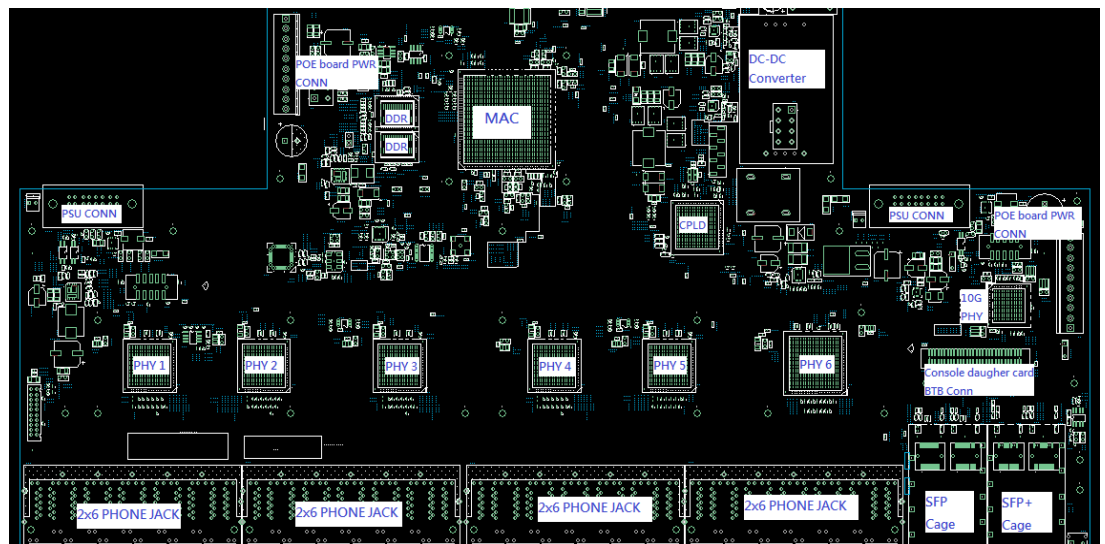 POE board PWR
CONN
DDR
DDR
MAC
DC-DC
Converter
PSU CONN
CPLD
PSU CONN
POE board PWR
CONN
10G
PHY
PHY 1
PHY 2
PHY 3
PHY 4
PHY 5
PHY 6
Console daugher card
BTB Conn
2x6 PHONE JACK
2x6 PHONE JACK
2x6 PHONE JACK
2x6 PHONE JACK
SFP
Cage
SFP+
Cage